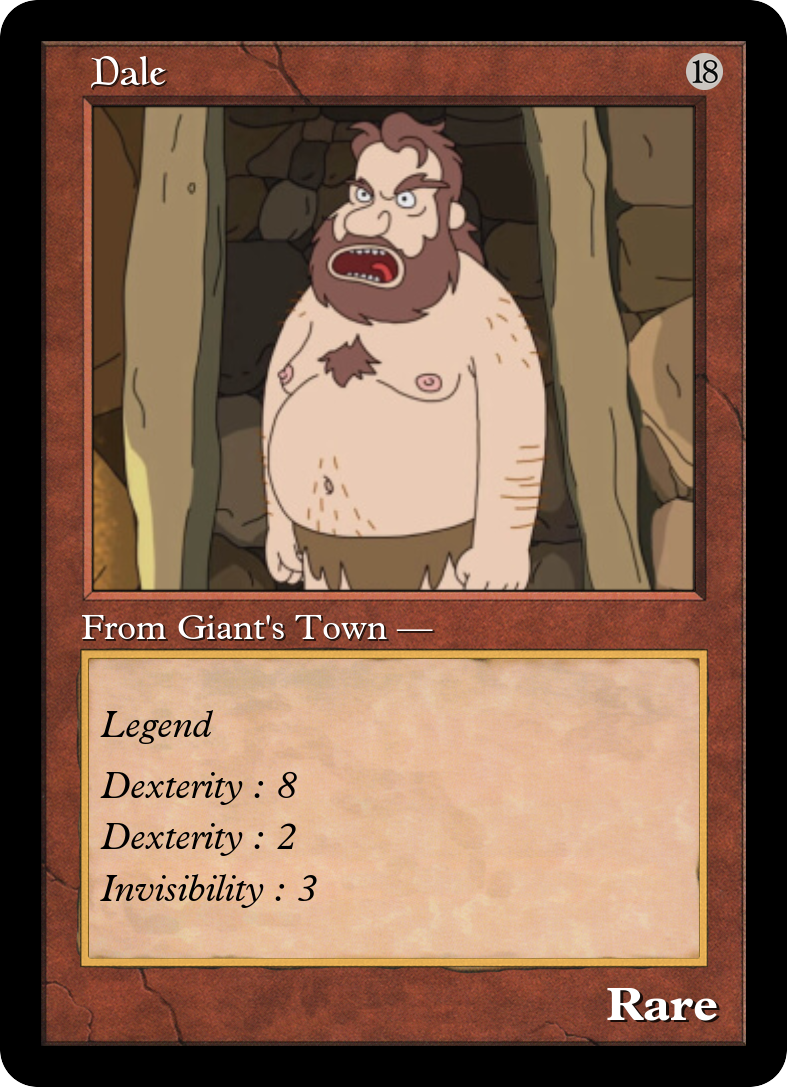 Dale
18
From Giant's Town —
Legend
Dexterity : 8
Dexterity : 2
Invisibility : 3
Rare